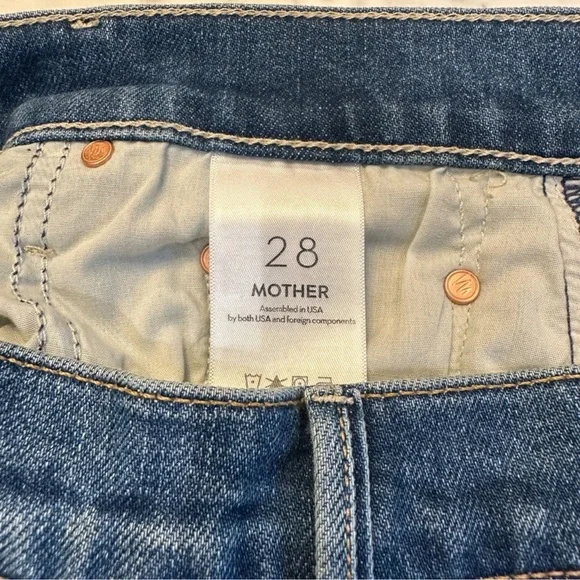 28
MOTHER
Assembled in USA
by both USA and foreign components